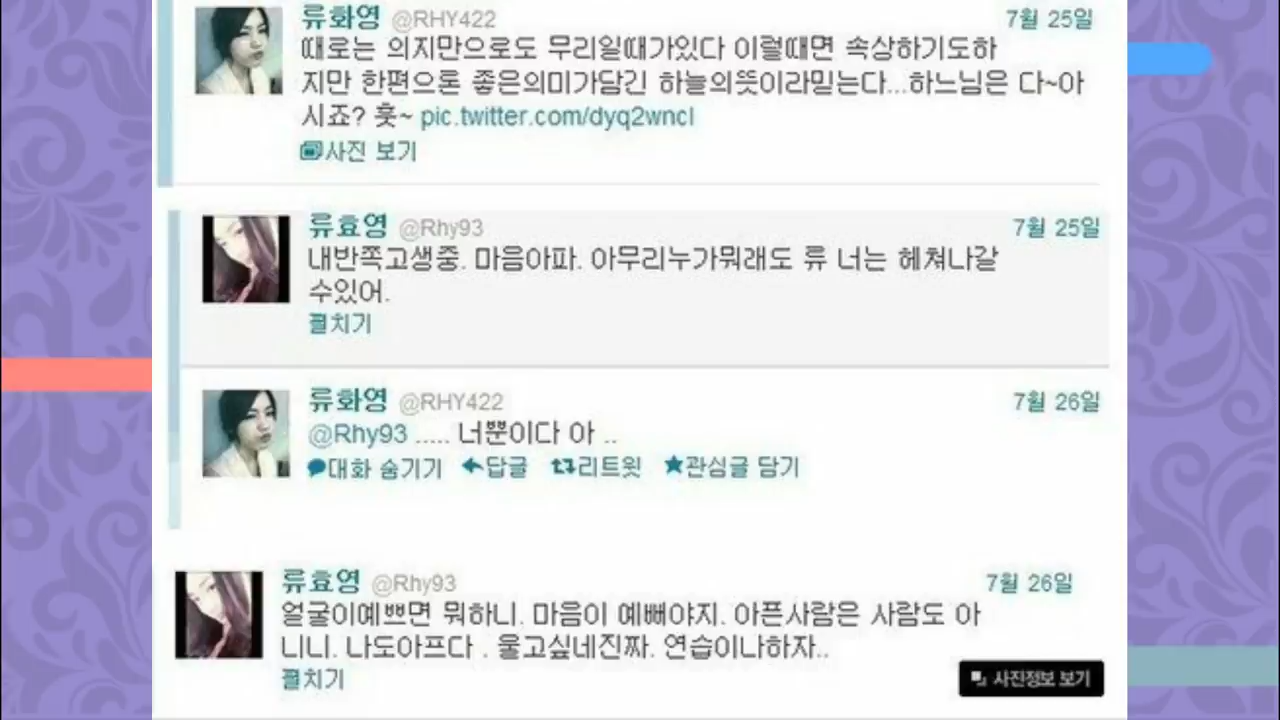 류화영 @RHY422 7월 25일
때로는 의지만으로도 무리일때가있다 이럴때면 속상하기도하
지만 한편으론 좋은의미가담긴 하늘의뜻이라믿는다...하느님은 다~아
시죠? 훗~ pic.twitter.com/dyq2wncl
사진 보기
류효영 @Rhy93 7월 25일
내반쪽고생중. 마음아파. 아무리누가뭐래도 류 너는 헤쳐나갈
수있어.
펼치기
류화영 @RHY422 7월 26일
@Rhy93 ..... 너뿐이다 아 ..
대화 숨기기 답글 리트윗 관심글 담기
류효영 @Rhy93 7월 26일
얼굴이예쁘면 뭐하니. 마음이 예뻐야지. 아픈사람은 사람도 아
니니. 나도아프다 . 울고싶네진짜. 연습이나하자..
펼치기
사진정보 보기